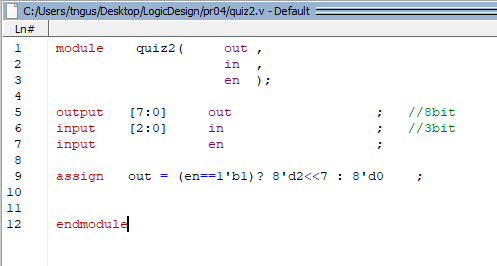 C:/Users/tngus/Desktop/LogicDesign/pr04/quiz2.v - Default
Ln#
1 module quiz2( out ,
2 in ,
3 en );
4
5 output [7:0] out ; //8bit
6 input [2:0] in ; //3bit
7 input en ;
8
9 assign out = (en==1'b1)? 8'd2<<7 : 8'd0 ;
10
11
12 endmodule